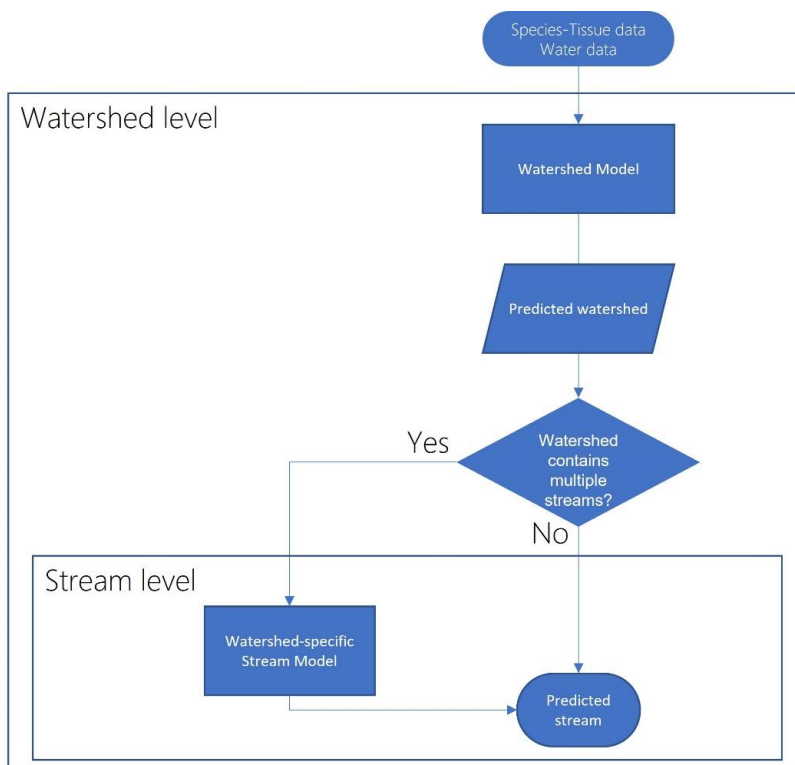 Species-Tissue data
Water data
Watershed level
Watershed Model
Predicted watershed
Watershed
contains
multiple
streams?
Yes
No
Stream level
Watershed-specific
Stream Model
Predicted
stream